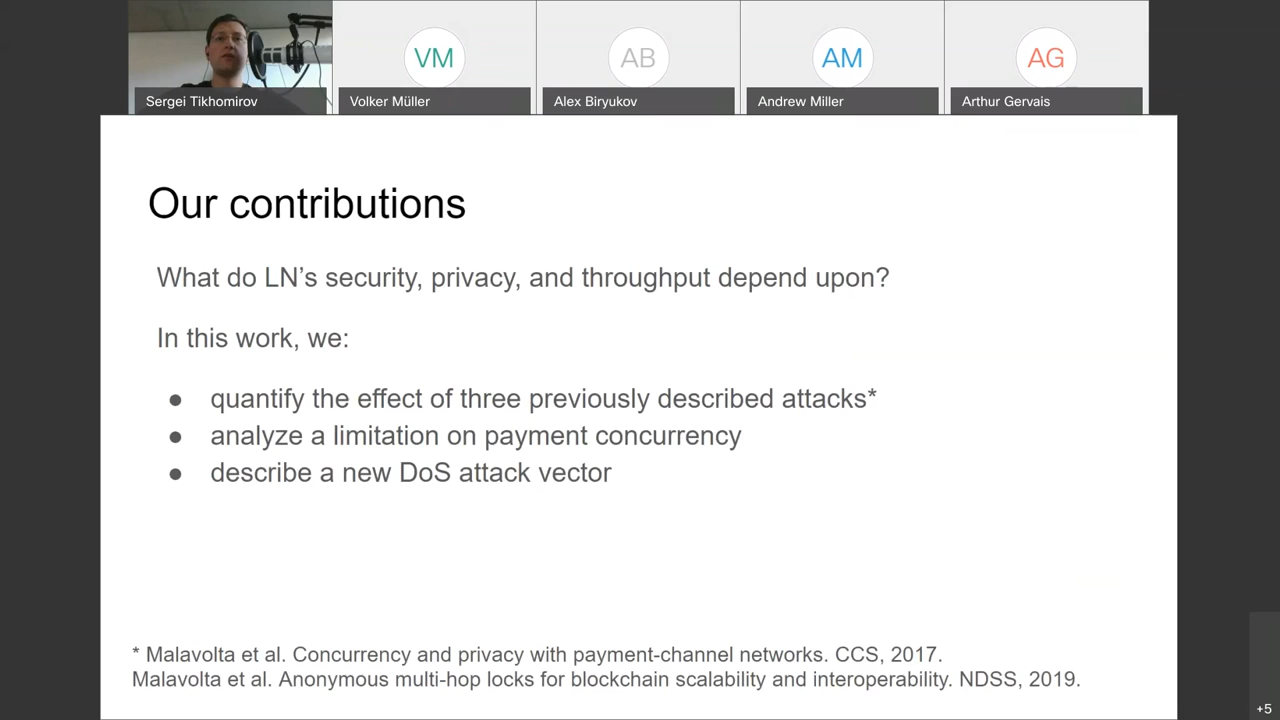 VM
AB
AM
AG
Sergei Tikhomirov
Volker Müller
Alex Biryukov
Andrew Miller
Arthur Gervais
Our contributions
What do LN’s security, privacy, and throughput depend upon?
In this work, we:
● quantify the effect of three previously described attacks*
● analyze a limitation on payment concurrency
● describe a new DoS attack vector
* Malavolta et al. Concurrency and privacy with payment-channel networks. CCS, 2017.
Malavolta et al. Anonymous multi-hop locks for blockchain scalability and interoperability. NDSS, 2019.
+5